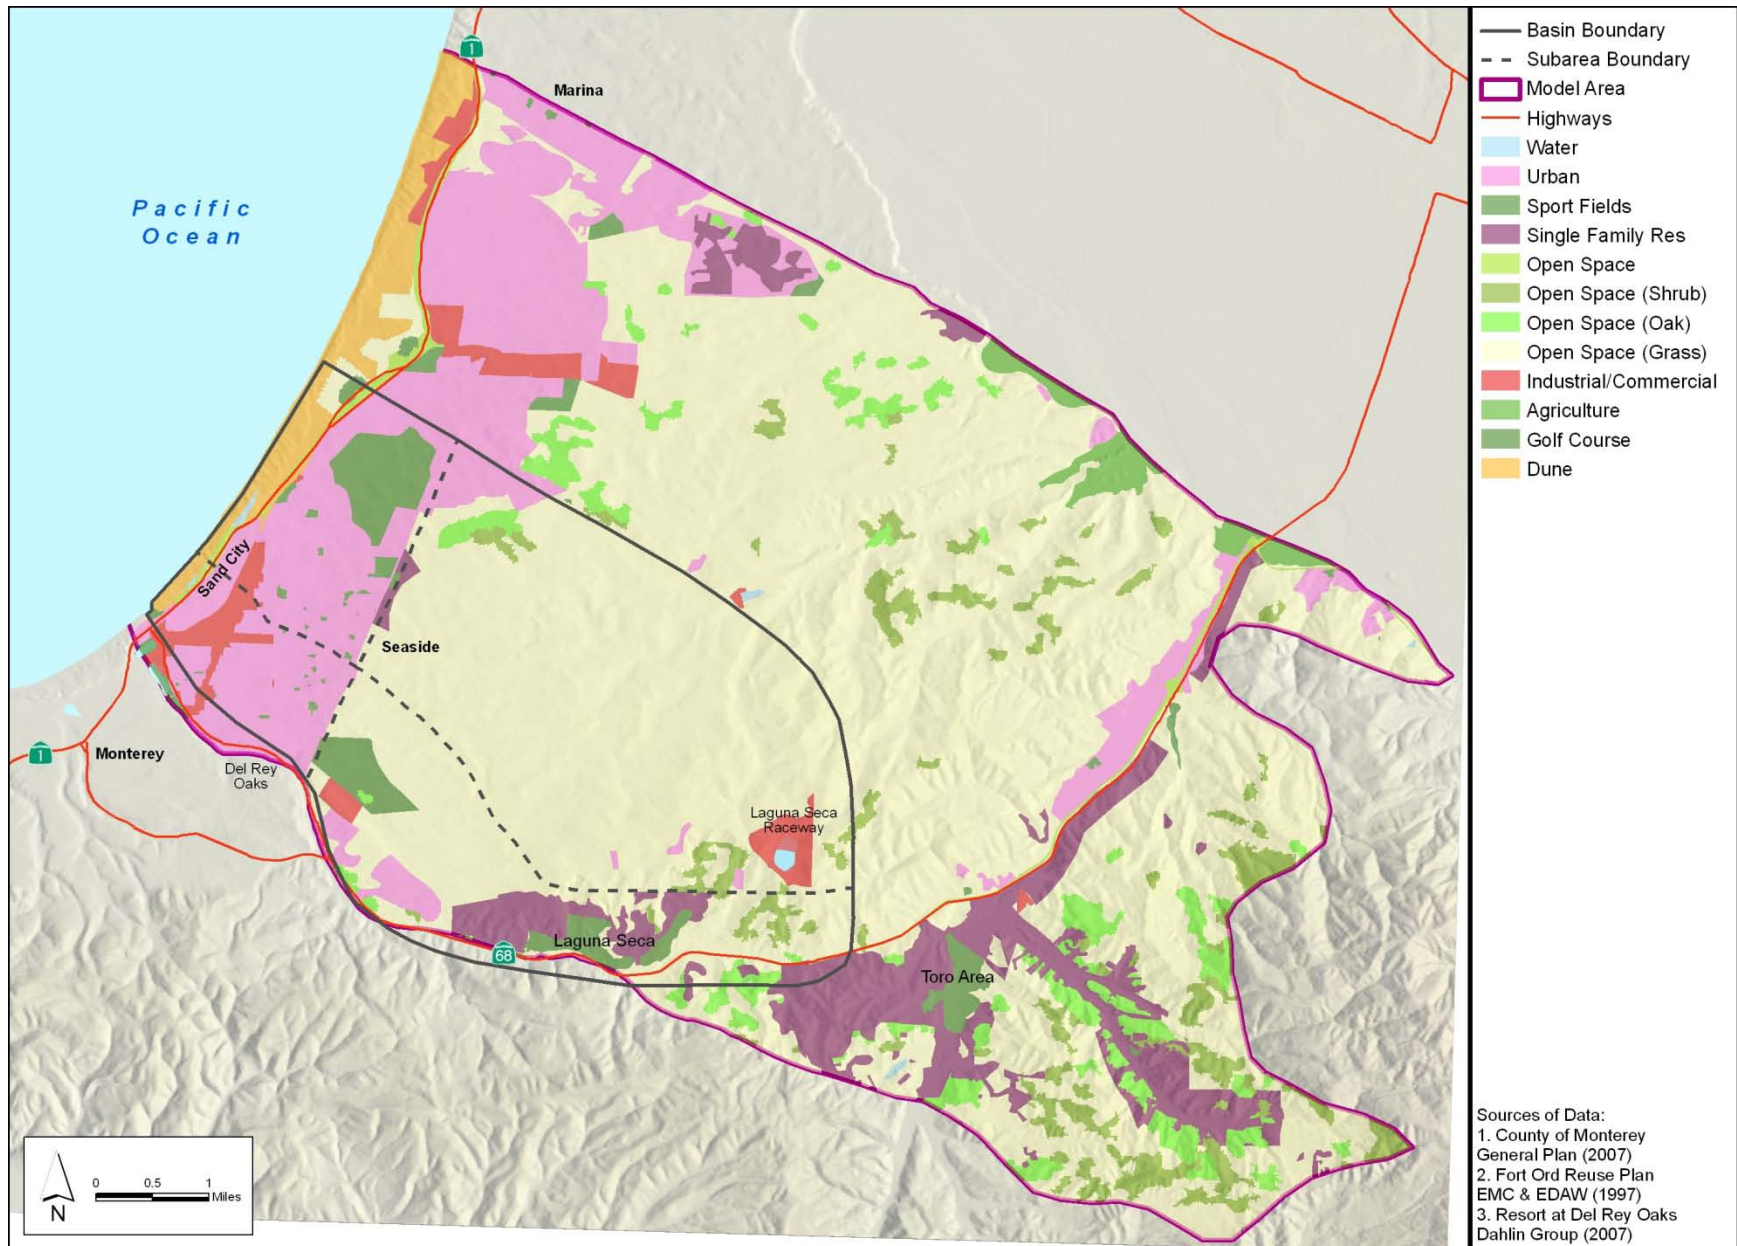 1
Marina
Pacific
Ocean
Sand City
Seaside
1
Monterey
Del Rey
Oaks
Laguna Seca
Raceway
Laguna Seca
68
Toro Area
N
0 0.5 1
Miles
Basin Boundary
Subarea Boundary
Model Area
Highways
Water
Urban
Sport Fields
Single Family Res
Open Space
Open Space (Shrub)
Open Space (Oak)
Open Space (Grass)
Industrial/Commercial
Agriculture
Golf Course
Dune
Sources of Data:
1. County of Monterey
General Plan (2007)
2. Fort Ord Reuse Plan
EMC & EDAW (1997)
3. Resort at Del Rey Oaks
Dahlin Group (2007)